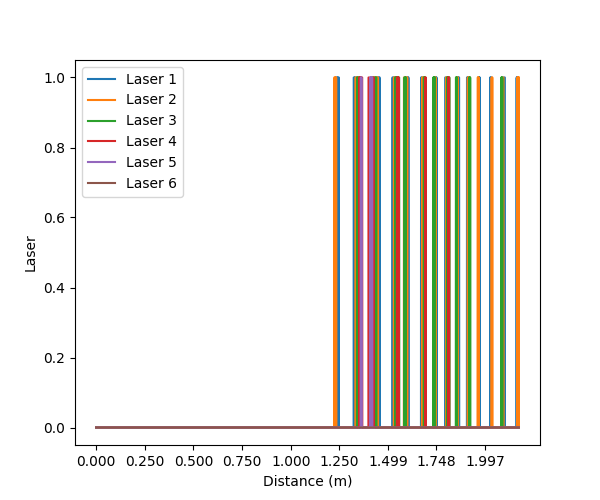 1.0
0.8
0.6
0.4
0.2
0.0
Laser
Laser 1
Laser 2
Laser 3
Laser 4
Laser 5
Laser 6
0.000 0.250 0.500 0.750 1.000 1.250 1.499 1.748 1.997
Distance (m)